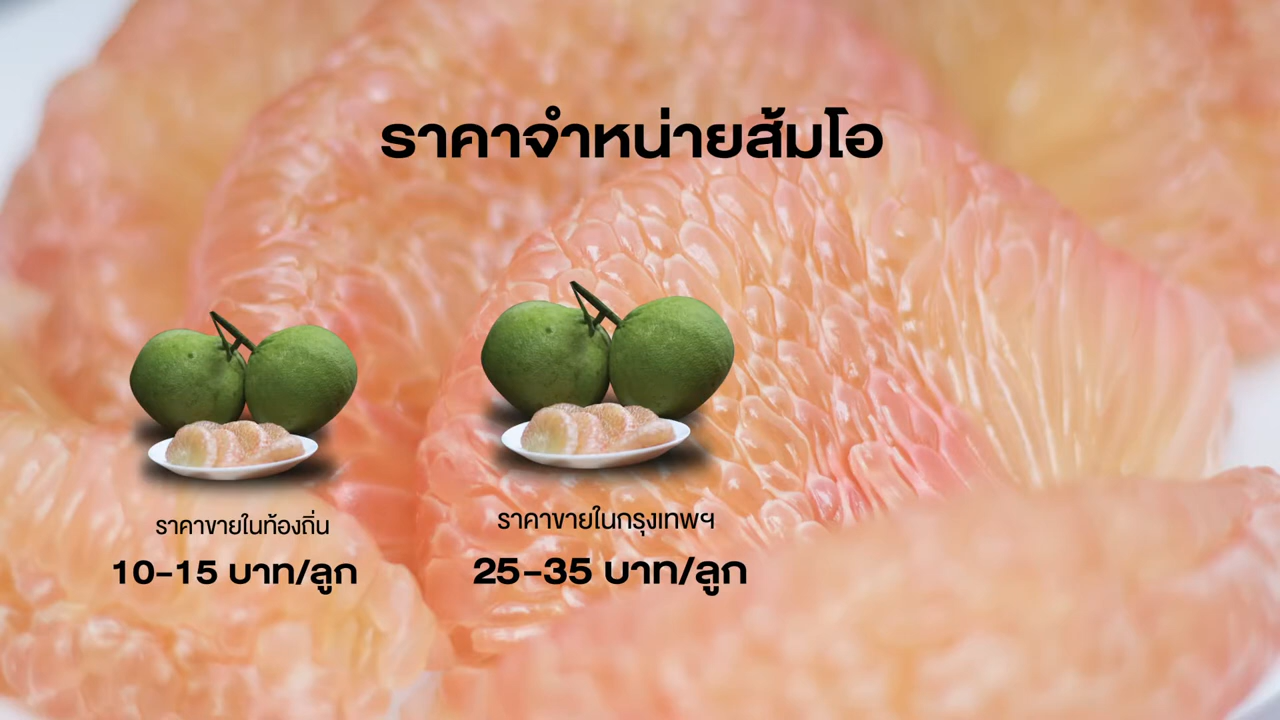 ราคาจำหน่ายส้มโอ
ราคาขายในท้องถิ่น
10-15 บาท/ลูก
ราคาขายในกรุงเทพฯ
25-35 บาท/ลูก